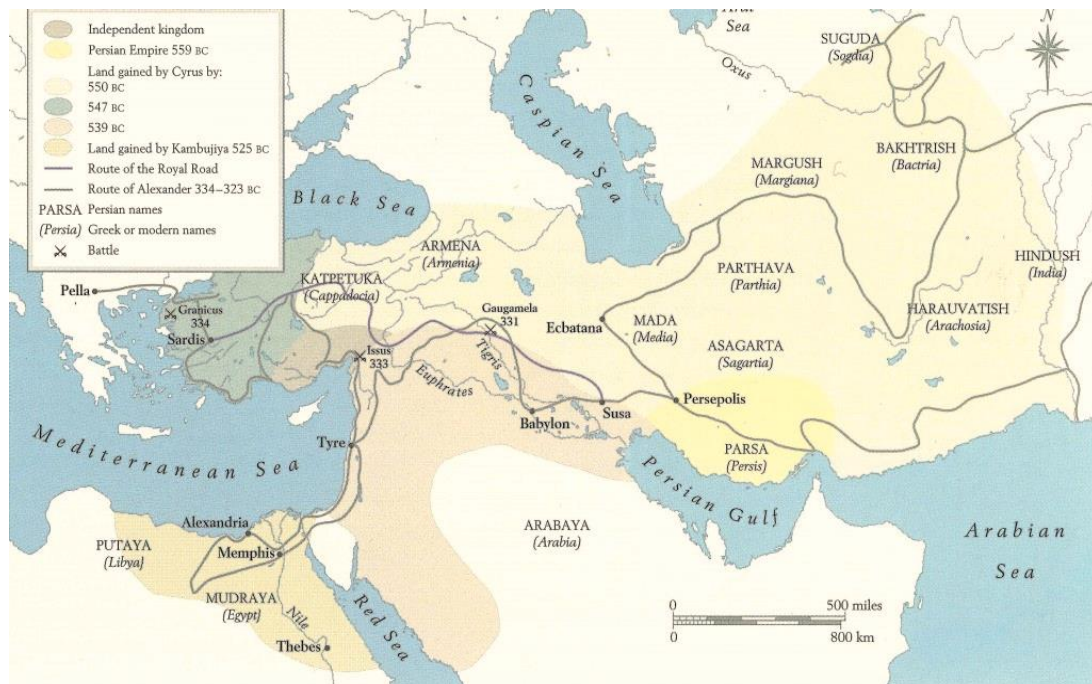 Independent kingdom
Persian Empire 559 BC
Land gained by Cyrus by:
550 BC
547 BC
539 BC
Land gained by Kambujiya 525 BC
Route of the Royal Road
Route of Alexander 334–323 BC
PARSA Persian names
(Persia) Greek or modern names
Battle
Sea
N
SUGUDA
(Sogdia)
Oxus
Caspian Sea
BAKHTRISH
(Bactria)
MARGUSH
(Margiana)
Black Sea
ARMENA
(Armenia)
HINDUSH
(India)
PARTHAVA
(Parthia)
KATPETUKA
(Cappadocia)
Pella
Granicus
334
Sardis
Gaugamela
331
HARAUVATISH
(Arachosia)
Ecbatana
MADA
(Media)
Issus
333
Tigris
ASAGARTA
(Sagartia)
Euphrates
Persepolis
Susa
Babylon
Mediterranean Sea
Tyre
PARSA
(Persis)
Persian Gulf
Alexandria
ARABAYA
(Arabia)
Arabian
Sea
PUTAYA
(Libya)
Memphis
MUDRAYA
(Egypt)
Nile
Red Sea
Thebes
0 500 miles
0 800 km